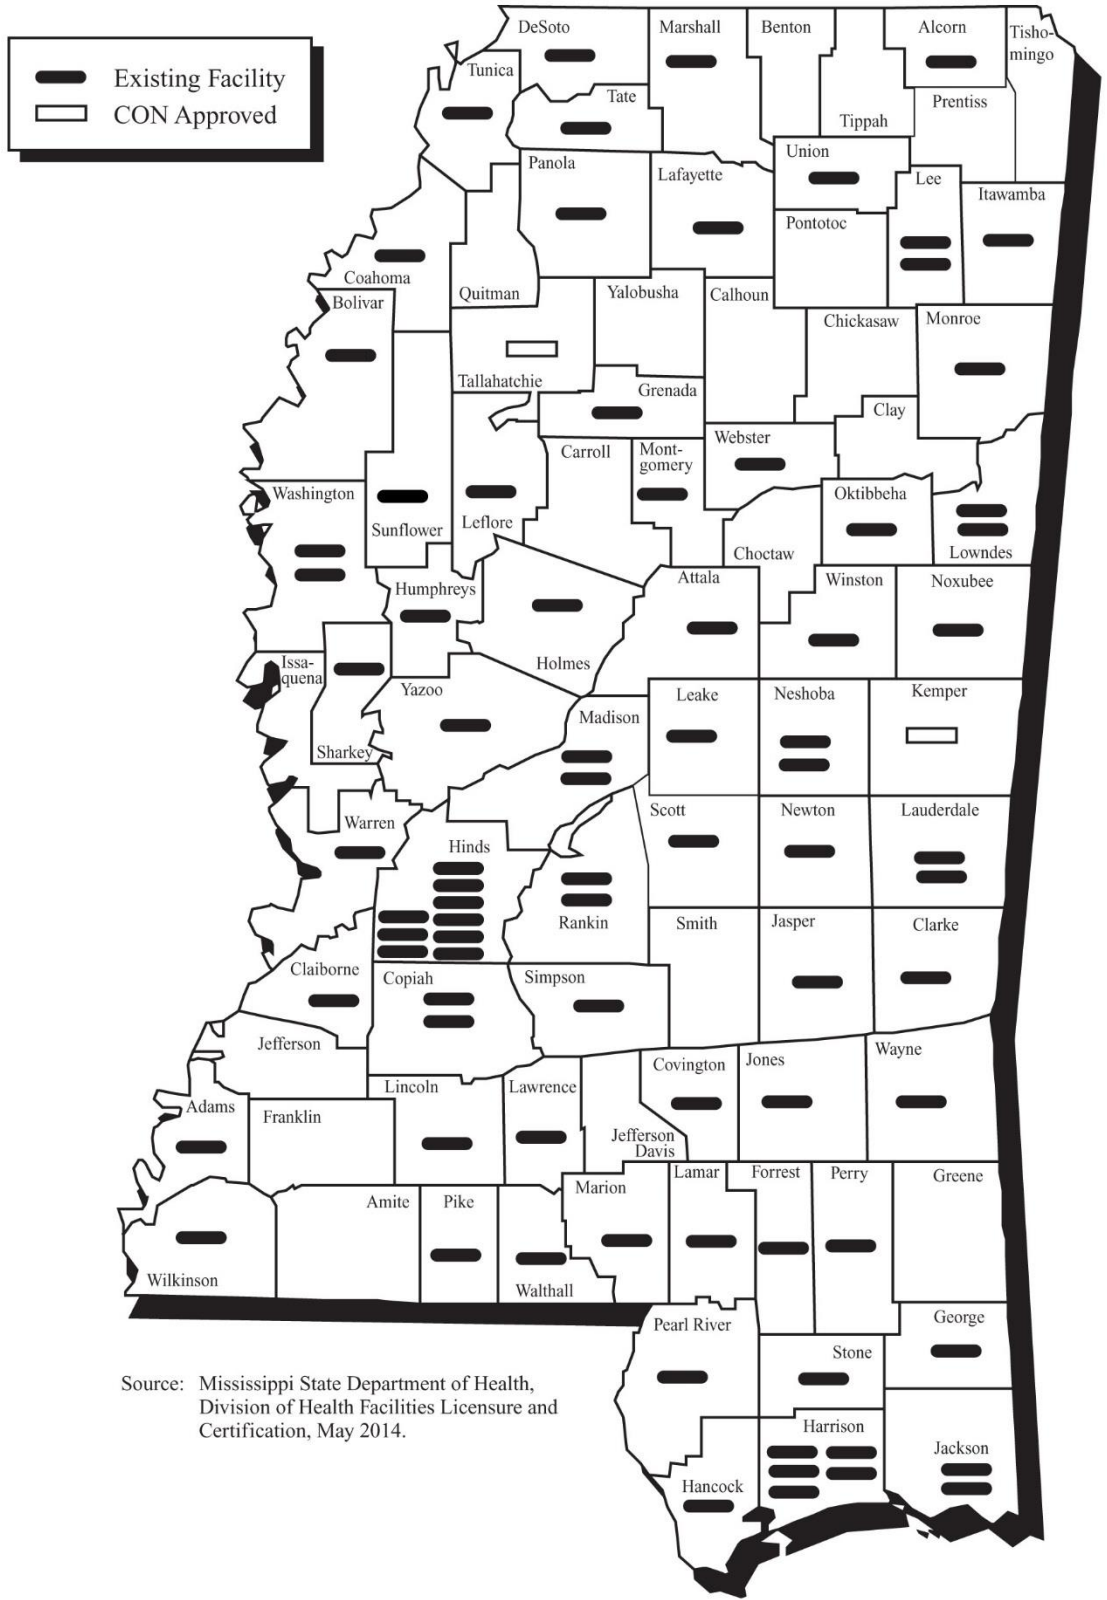 Existing Facility
CON Approved
DeSoto
Marshall
Benton
Alcorn
Tisho-
mingo
Tunica
Tate
Prentiss
Tippah
Union
Panola
Lafayette
Lee
Itawamba
Pontotoc
Coahoma
Quitman
Yalobusha
Calhoun
Bolivar
Chickasaw
Monroe
Tallahatchie
Grenada
Clay
Webster
Carroll
Mont-
gomery
Washington
Oktibbeha
Sunflower
Leflore
Choctaw
Lowndes
Attala
Winston
Noxubee
Humphreys
Holmes
Issa-
quena
Yazoo
Leake
Neshoba
Kemper
Madison
Sharkey
Warren
Scott
Newton
Lauderdale
Hinds
Rankin
Smith
Jasper
Clarke
Claiborne
Copiah
Simpson
Jefferson
Wayne
Covington
Jones
Lincoln
Lawrence
Adams
Franklin
Jefferson
Davis
Marion
Lamar
Forrest
Perry
Greene
Amite
Pike
Wilkinson
Walthall
Pearl River
George
Stone
Harrison
Jackson
Hancock
Source: Mississippi State Department of Health,
Division of Health Facilities Licensure and
Certification, May 2014.